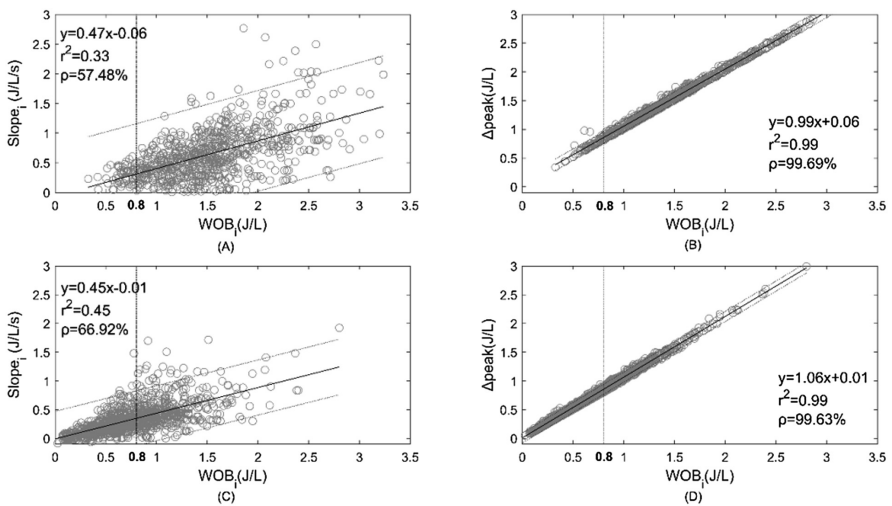 y=0.47x-0.06
r²=0.33
ρ=57.48%
Slopeᵢ (J/L/s)
3
2.5
2
1.5
1
0.5
0
0 0.5 0.8 1 1.5 2 2.5 3 3.5
WOBᵢ(J/L)
(A)
Δpeak(J/L)
3
2.5
2
1.5
1
0.5
0
y=0.99x+0.06
r²=0.99
ρ=99.69%
0 0.5 0.8 1 1.5 2 2.5 3 3.5
WOBᵢ(J/L)
(B)
y=0.45x-0.01
r²=0.45
ρ=66.92%
Slopeᵢ (J/L/s)
3
2.5
2
1.5
1
0.5
0
0 0.5 0.8 1 1.5 2 2.5 3 3.5
WOBᵢ(J/L)
(C)
Δpeak(J/L)
3
2.5
2
1.5
1
0.5
0
y=1.06x+0.01
r²=0.99
ρ=99.63%
0 0.5 0.8 1 1.5 2 2.5 3 3.5
WOBᵢ(J/L)
(D)